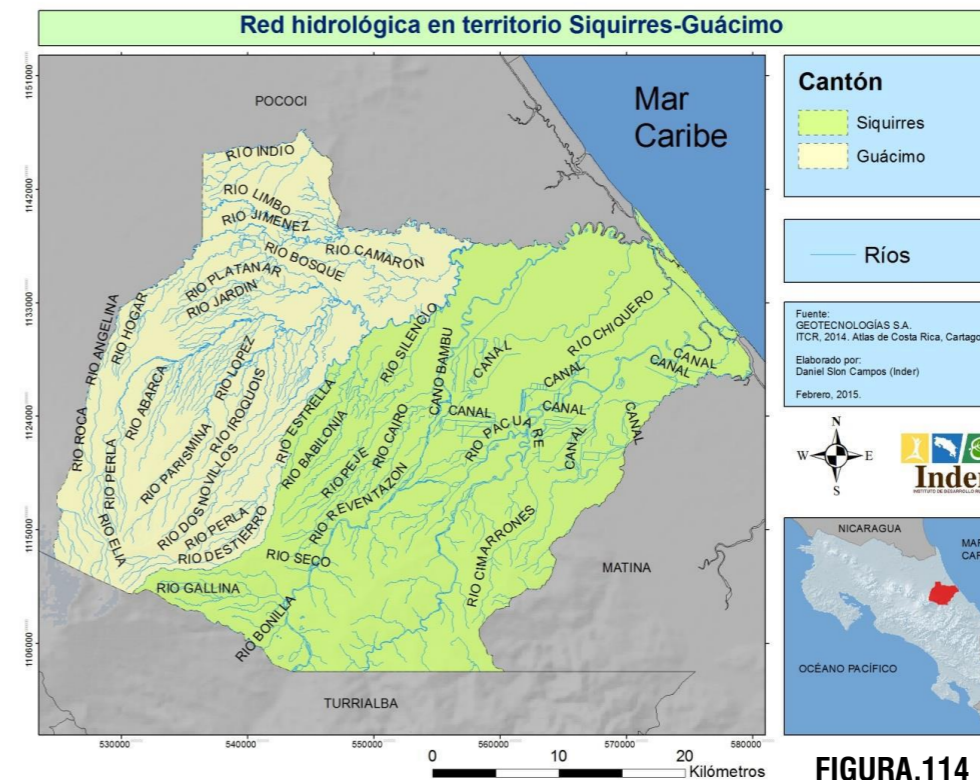 Red hidrológica en territorio Siquirres-Guácimo
POCOCI
Mar
Caribe
RIO INDIO
RIO LIMBO
RIO JIMENEZ
RIO CAMARON
RIO BOSQUE
RIO PLATANAR
RIO JARDIN
RIO HOGAR
RIO ANGELINA
RIO ROCA
RIO ABARCA
RIO LOPEZ
RIO IROQUOIS
RIO PARISMINA
RIO DOS NOVILLOS
RIO PERLA
RIO ELIA
RIO PERLA
RIO DESTIERRO
RIO ESTRELLA
RIO BABILONA
RIO SILENCIO
RIO PEJE
RIO CAIRO
CANO BAMBU
RIO REVENTAZON
RIO SECO
RIO GALLINA
RIO BONILLA
RIO CHIQUERO
CANAL
CANAL
CANAL
CANAL
CANAL
CANAL
CANAL
CANAL
RIO PACUARE
RIO CIMARRONES
MATINA
TURRIALBA
1151000
1142000
1133000
1124000
1115000
1106000
530000
540000
550000
560000
570000
580000
0 10 20
Kilómetros
Cantón
Siquirres
Guácimo
Ríos
Fuente:
GEOTECNOLOGÍAS S.A.
ITCR, 2014. Atlas de Costa Rica, Cartago
Elaborado por:
Daniel Slon Campos (Inder)
Febrero, 2015.
N
W E
S
Inder
NICARAGUA
MAR
CAR
OCÉANO PACÍFICO
FIGURA.114